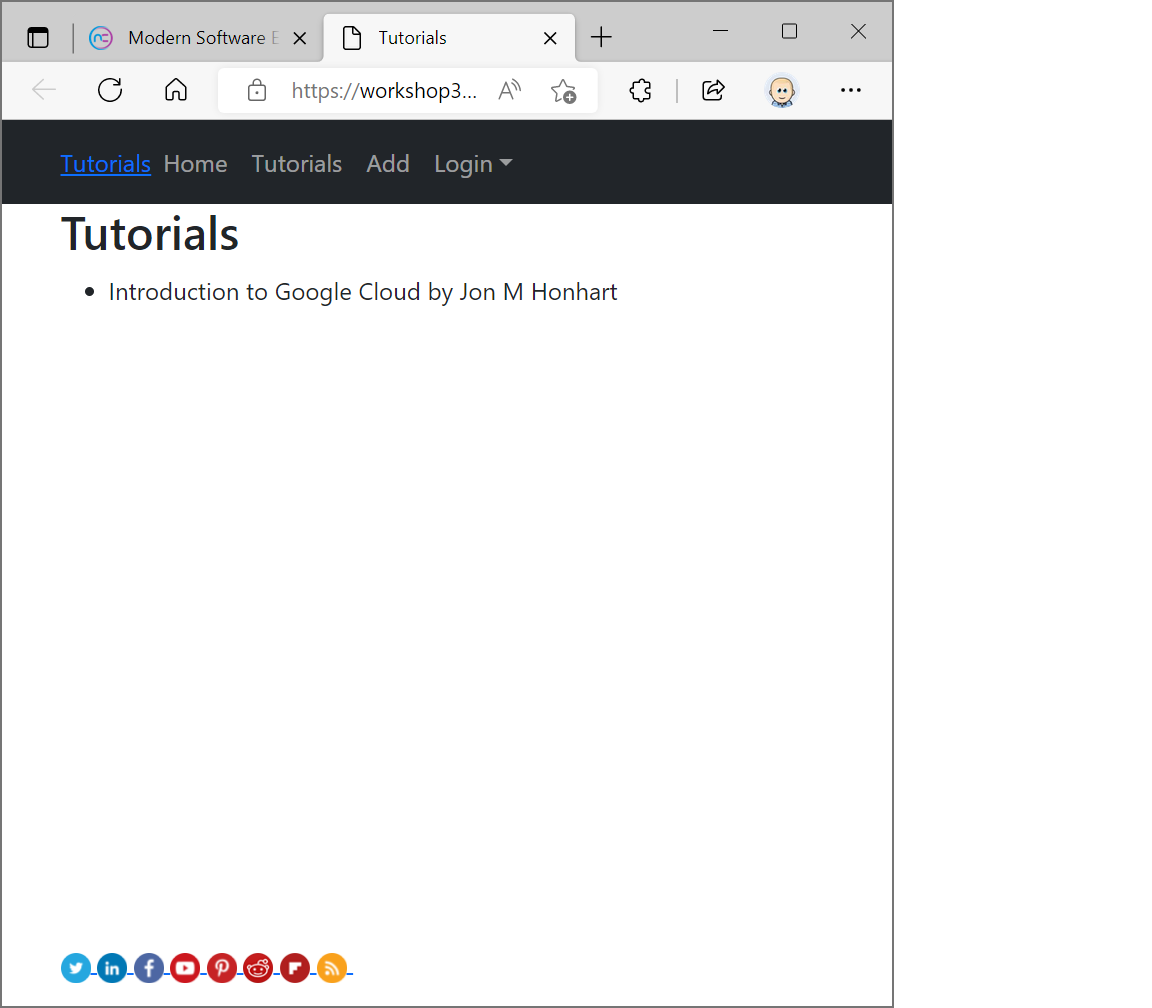 Modern Software E
Tutorials
https://workshop3...
Tutorials Home Tutorials Add Login
Tutorials
Introduction to Google Cloud by Jon M Honhart